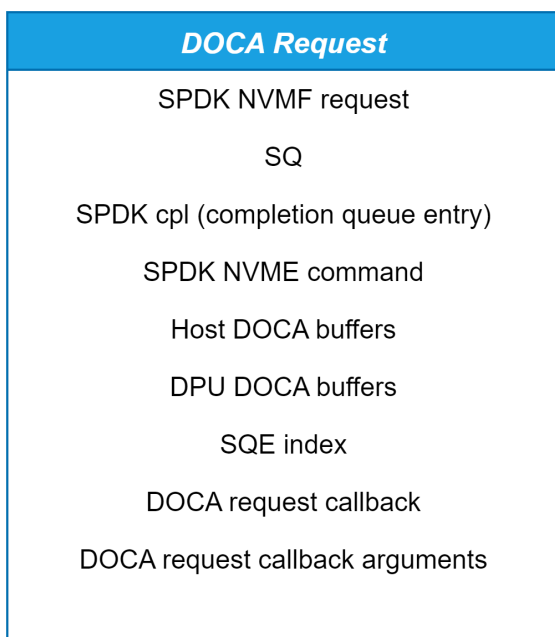 DOCA Request
SPDK NVMF request
SQ
SPDK cpl (completion queue entry)
SPDK NVME command
Host DOCA buffers
DPU DOCA buffers
SQE index
DOCA request callback
DOCA request callback arguments